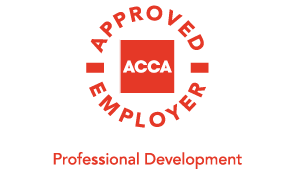 APPROVED
ACCA
EMPLOYER
Professional Development